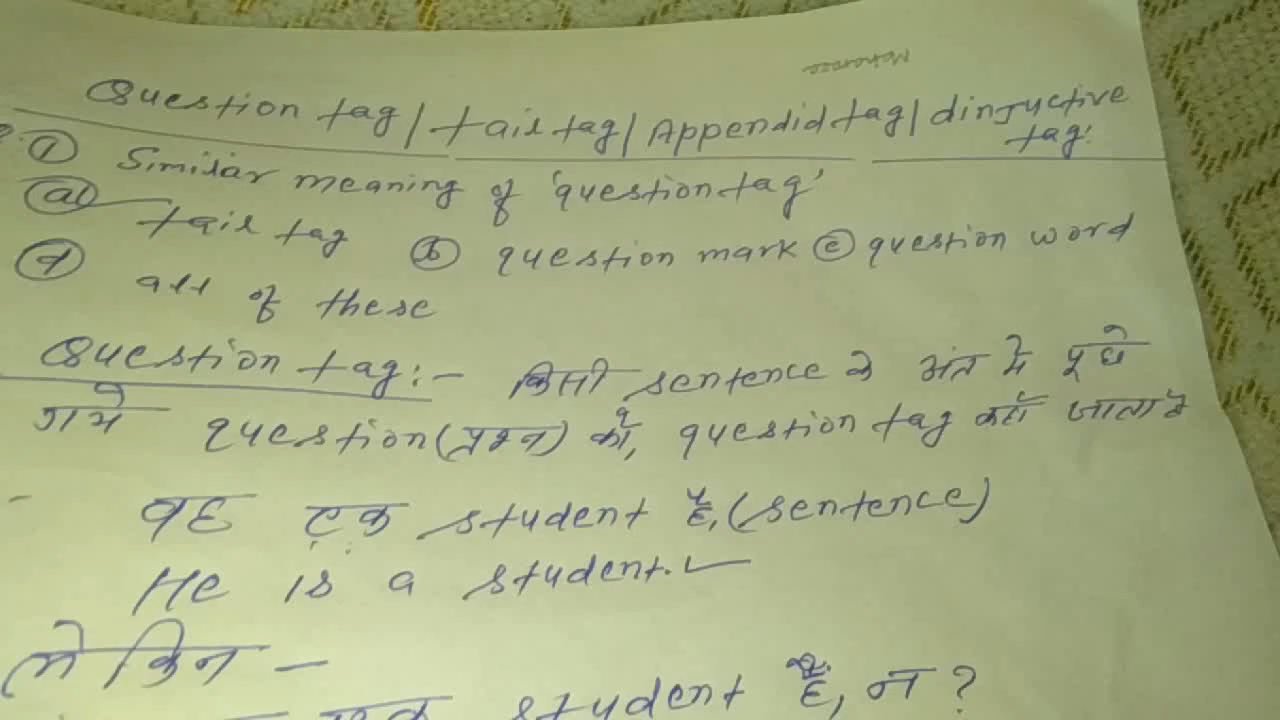 Question tag/ tail tag/ Appendid tag/ dinjuctive tag:
① Similar meaning of 'question tag'
ⓐ tail tag ⓑ question mark ⓒ question word
ⓓ all of these
Question tag:- किसी sentence के अंत मे पूछे
गये question (प्रश्न) को, question tag कहाँ जाता है
- वह एक student है, (sentence)
He is a student.
लेकिन -
एक student है, न ?